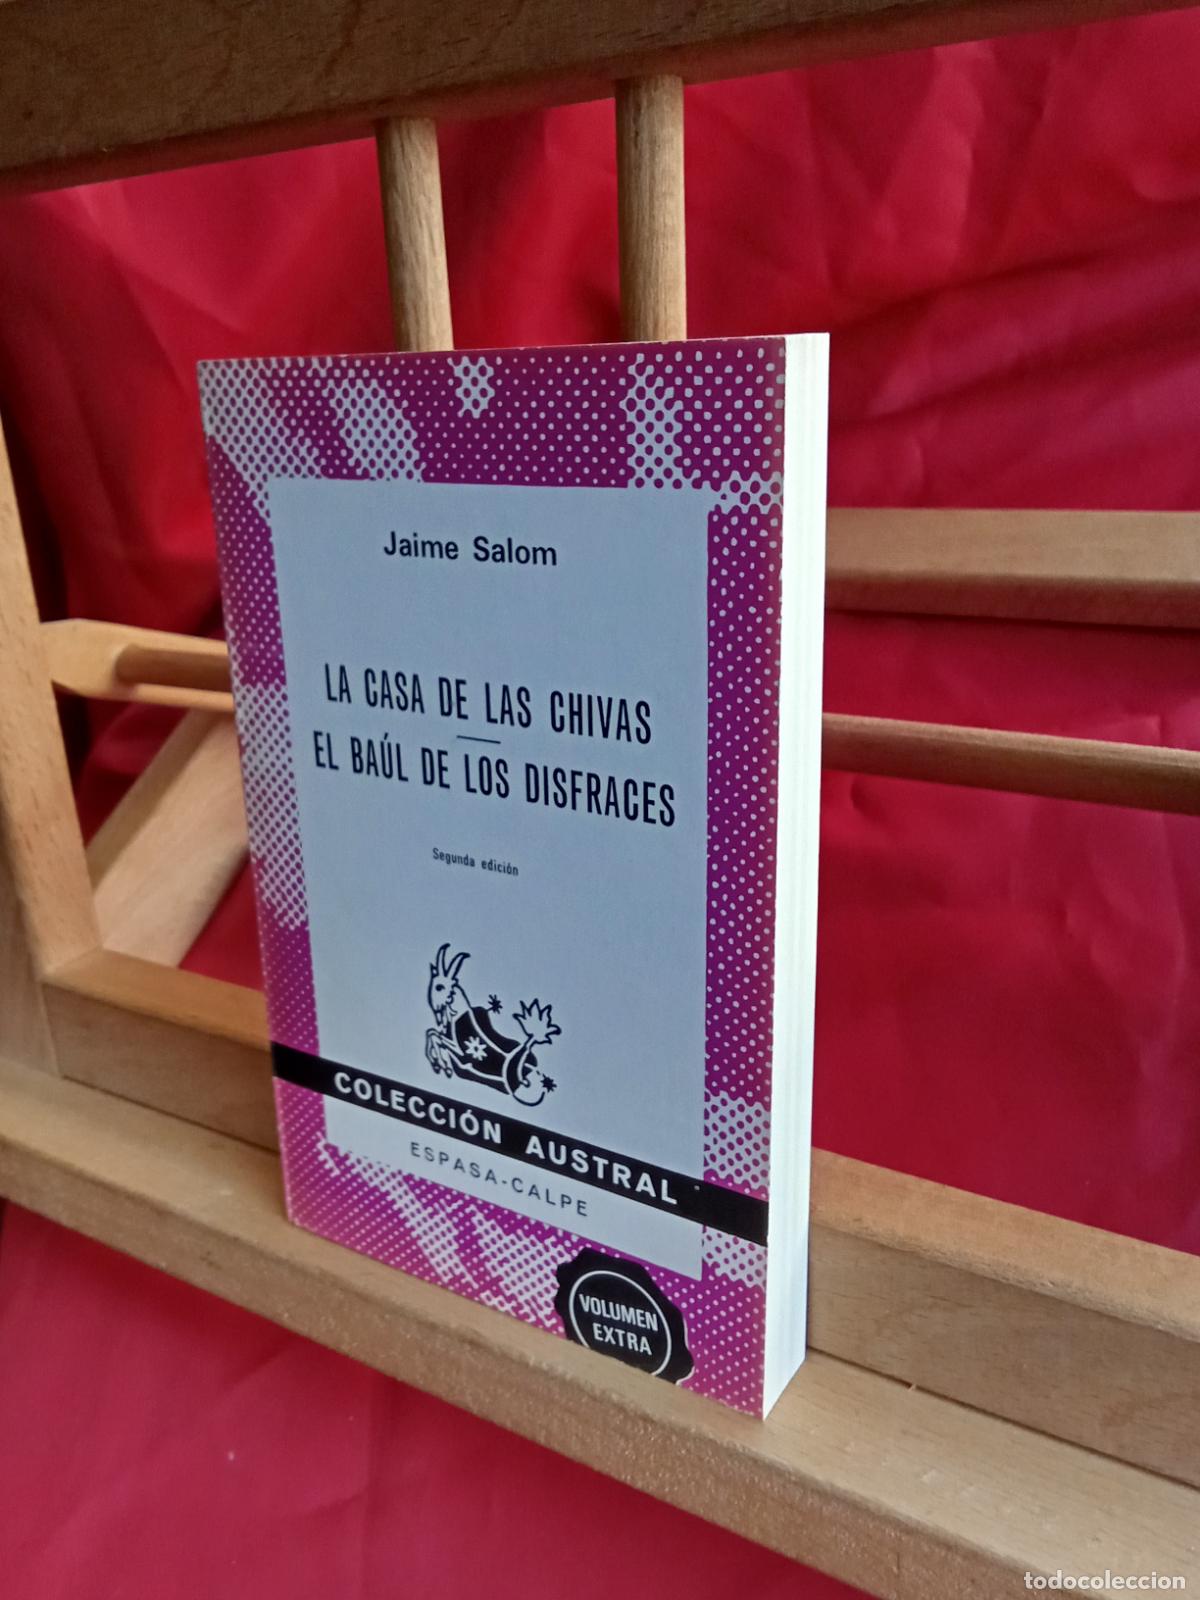 Jaime Salom
LA CASA DE LAS CHIVAS
EL BAÚL DE LOS DISFRACES
Segunda edición
COLECCIÓN AUSTRAL
ESPASA-CALPE
VOLUMEN
EXTRA
todocoleccion